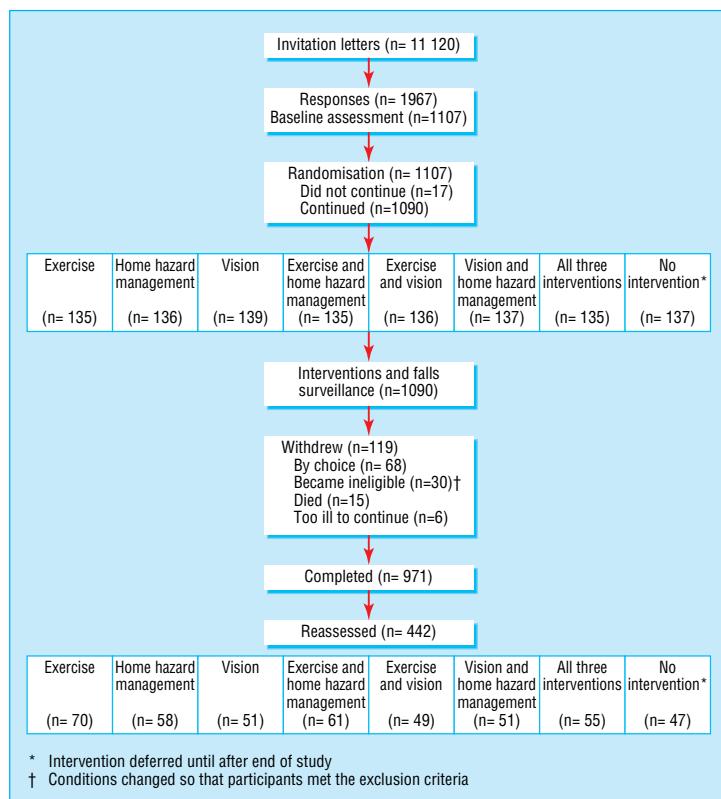 Invitation letters (n= 11 120)
Responses (n= 1967)
Baseline assessment (n=1107)
Randomisation (n= 1107)
Did not continue (n=17)
Continued (n=1090)
Exercise
(n= 135)
Home hazard
management
(n= 136)
Vision
(n= 139)
Exercise and
home hazard
management
(n= 135)
Exercise
and vision
(n= 136)
Vision and
home hazard
management
(n= 137)
All three
interventions
(n= 135)
No
intervention*
(n= 137)
Interventions and falls
surveillance (n=1090)
Withdrew (n=119)
By choice (n= 68)
Became ineligible (n=30)†
Died (n=15)
Too ill to continue (n=6)
Completed (n= 971)
Reassessed (n= 442)
Exercise
(n= 70)
Home hazard
management
(n= 58)
Vision
(n= 51)
Exercise and
home hazard
management
(n= 61)
Exercise
and vision
(n= 49)
Vision and
home hazard
management
(n= 51)
All three
interventions
(n= 55)
No
intervention*
(n= 47)
* Intervention deferred until after end of study
† Conditions changed so that participants met the exclusion criteria